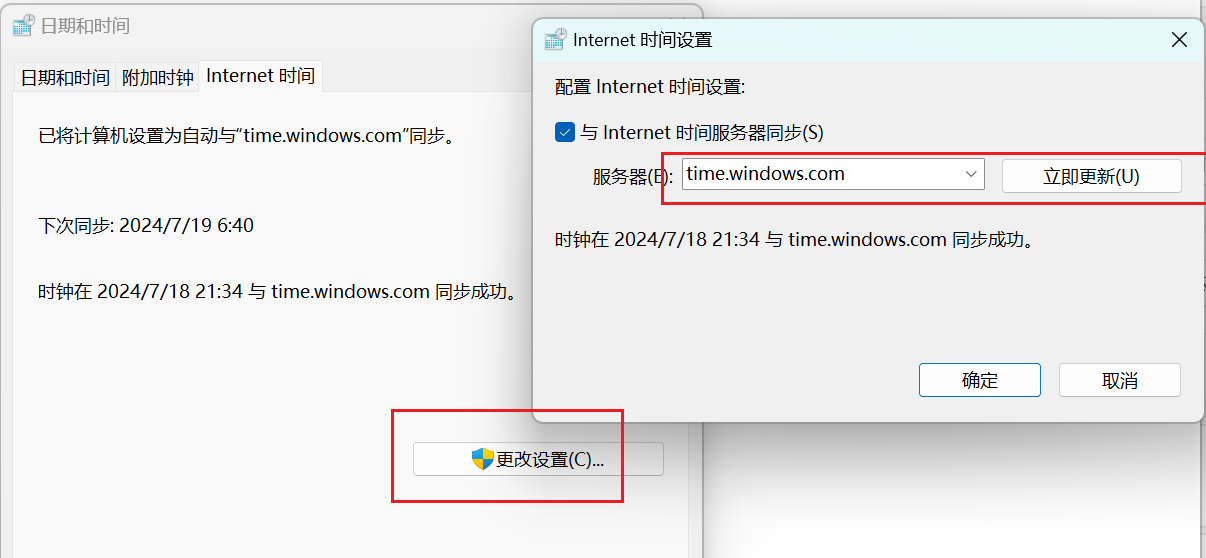 日期和时间
日期和时间 附加时钟 Internet 时间
已将计算机设置为自动与“time.windows.com”同步。
下次同步: 2024/7/19 6:40
时钟在 2024/7/18 21:34 与 time.windows.com 同步成功。
更改设置(C)...
Internet 时间设置
配置 Internet 时间设置:
与 Internet 时间服务器同步(S)
服务器(E): time.windows.com 立即更新(U)
时钟在 2024/7/18 21:34 与 time.windows.com 同步成功。
确定 取消